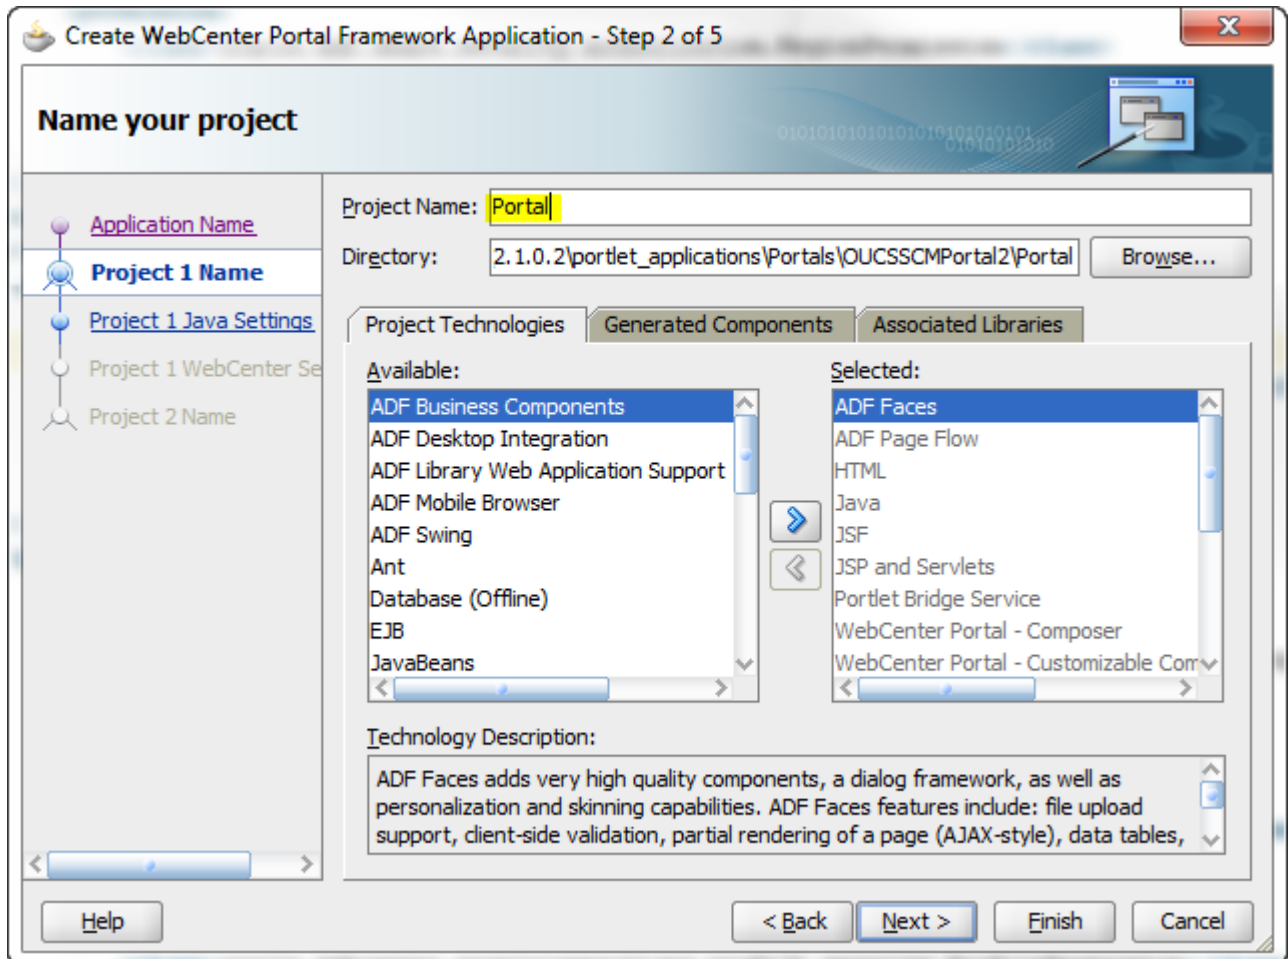 Create WebCenter Portal Framework Application - Step 2 of 5
Name your project
0101010101010101010101010101
01010101010
Application Name
Project 1 Name
Project 1 Java Settings
Project 1 WebCenter Se
Project 2 Name
Project Name: Portal
Directory: 2.1.0.2\portlet_applications\Portals\OUCSSCMPortal2\Portal Browse...
Project Technologies Generated Components Associated Libraries
Available:
ADF Business Components
ADF Desktop Integration
ADF Library Web Application Support
ADF Mobile Browser
ADF Swing
Ant
Database (Offline)
EJB
JavaBeans
Selected:
ADF Faces
ADF Page Flow
HTML
Java
JSF
JSP and Servlets
Portlet Bridge Service
WebCenter Portal - Composer
WebCenter Portal - Customizable Com
Technology Description:
ADF Faces adds very high quality components, a dialog framework, as well as
personalization and skinning capabilities. ADF Faces features include: file upload
support, client-side validation, partial rendering of a page (AJAX-style), data tables,
Help < Back Next > Finish Cancel